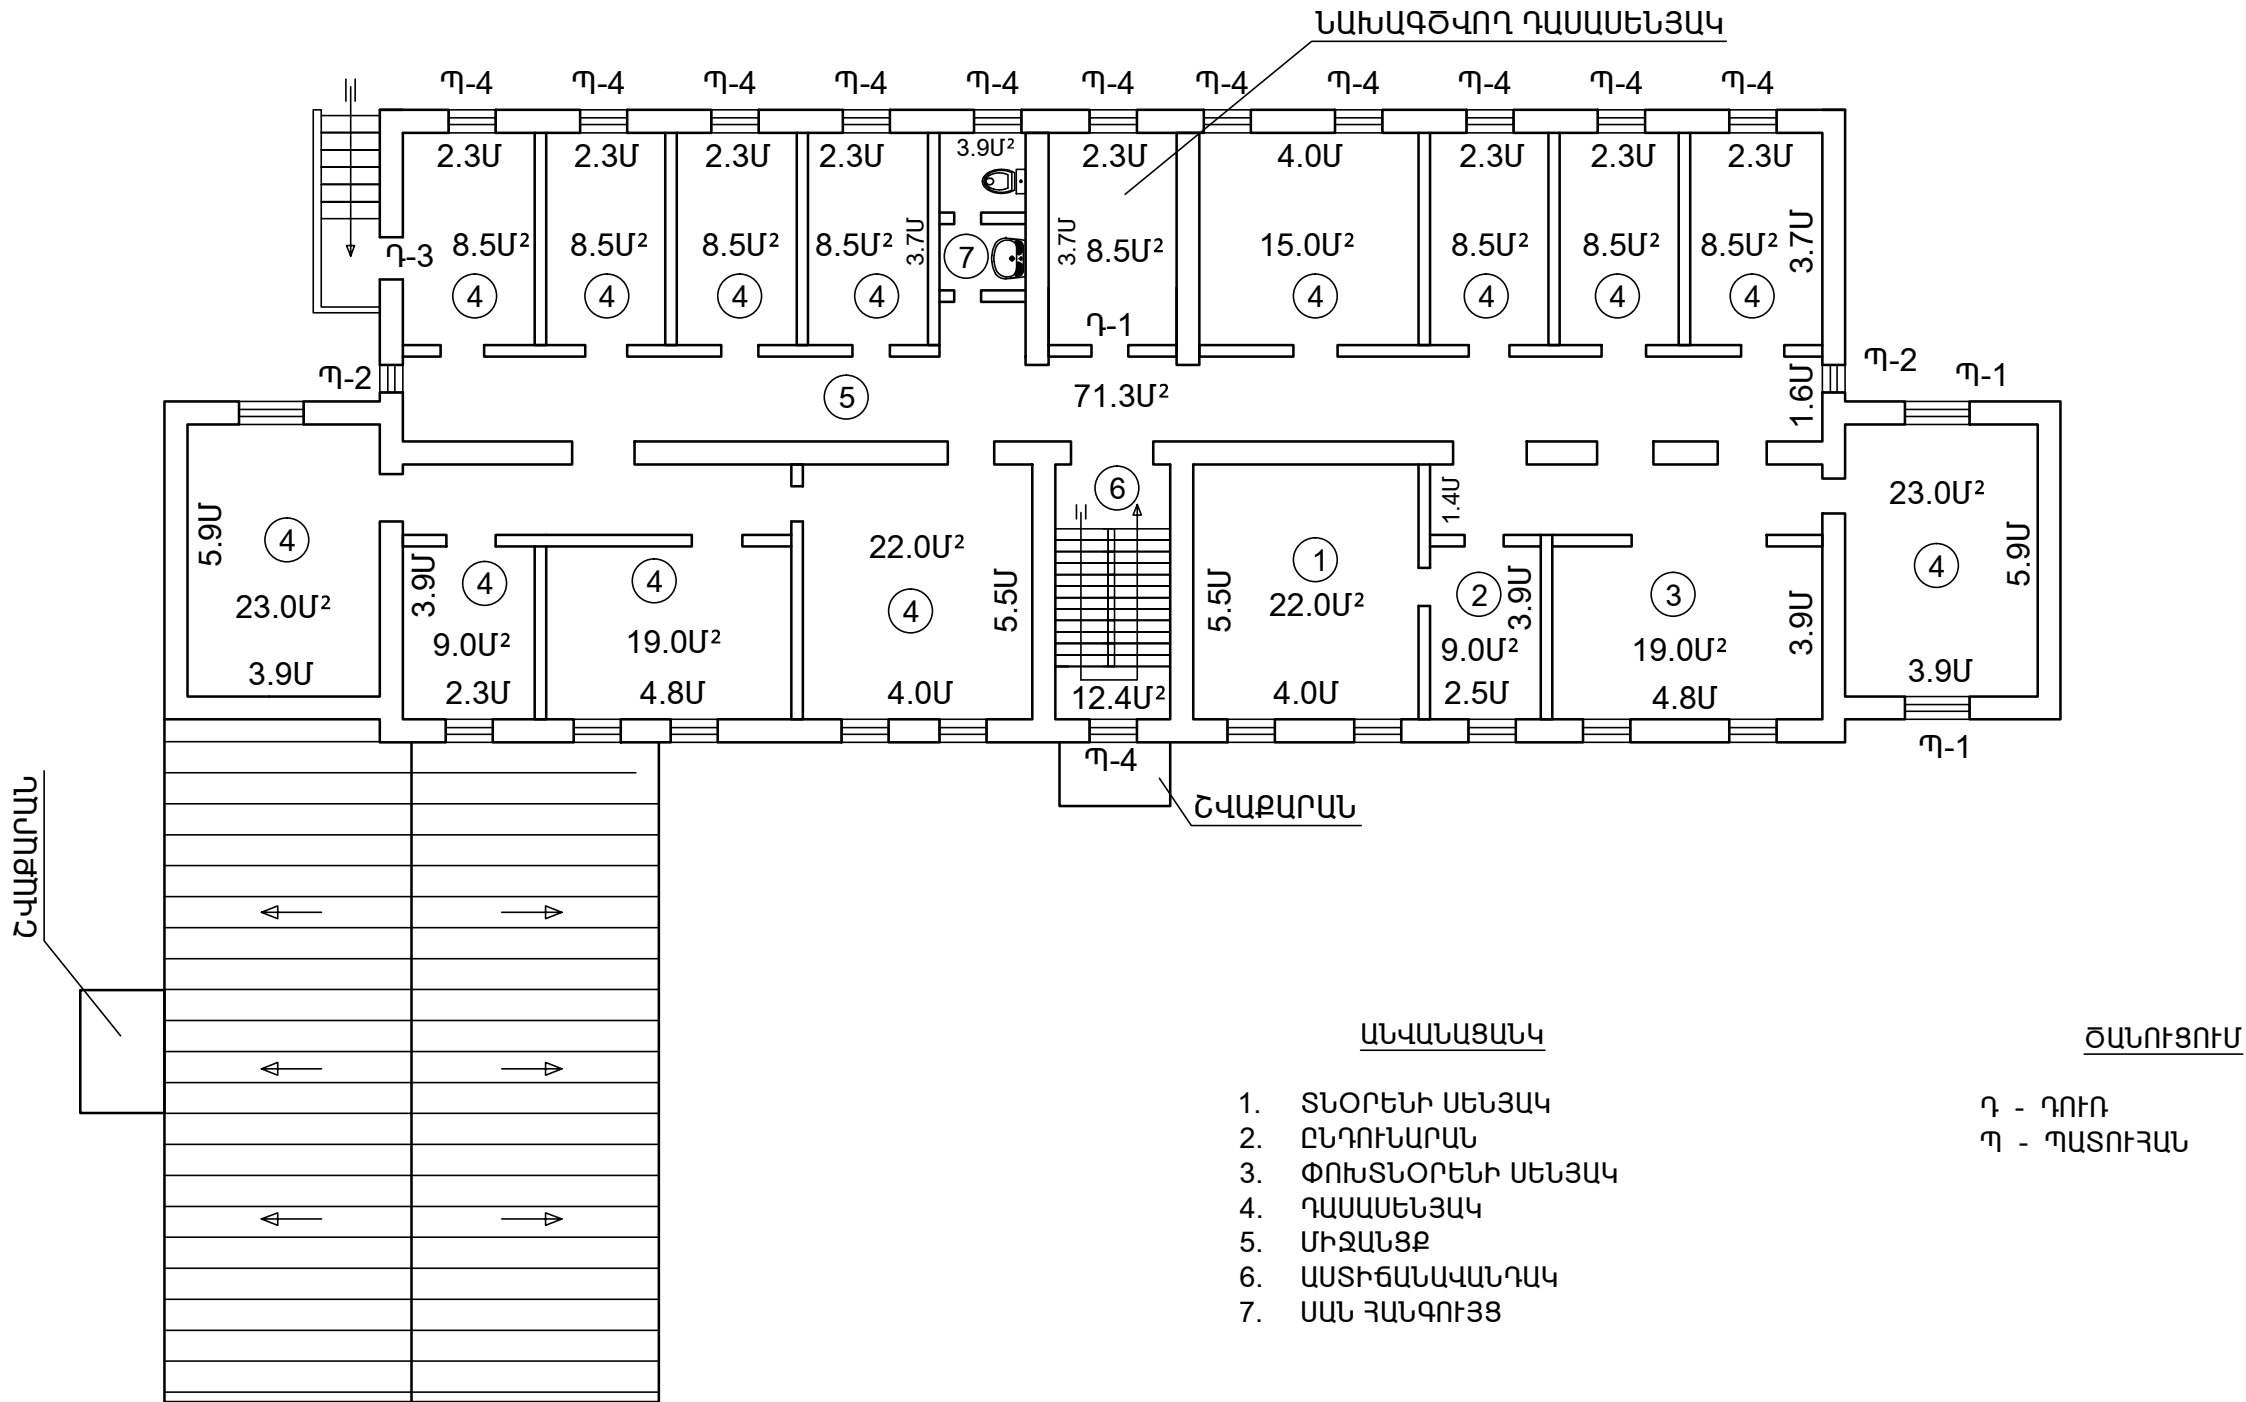 ՆԱԽԱԳԾՎՈՂ ԴԱՍԱՍԵՆՅԱԿ
Պ-4 Պ-4 Պ-4 Պ-4 Պ-4 Պ-4 Պ-4 Պ-4 Պ-4 Պ-4 Պ-4
2.3Մ 2.3Մ 2.3Մ 2.3Մ 3.9Մ² 2.3Մ 4.0Մ 2.3Մ 2.3Մ 2.3Մ
Դ-3 8.5Մ² 8.5Մ² 8.5Մ² 8.5Մ² 3.7Մ 7 3.7Մ 8.5Մ² 15.0Մ² 8.5Մ² 8.5Մ² 8.5Մ² 3.7Մ
4 4 4 4 4 4 4 4
Դ-1
Պ-2 5 71.3Մ² 1.6Մ Պ-2 Պ-1
6 1.4Մ 23.0Մ²
5.9Մ 4 22.0Մ² 1 4 5.9Մ
3.9Մ 4 4 4 5.5Մ 5.5Մ 22.0Մ² 2 3.9Մ 3 3.9Մ
23.0Մ² 9.0Մ² 19.0Մ² 9.0Մ² 19.0Մ²
3.9Մ 2.3Մ 4.8Մ 4.0Մ 12.4Մ² 4.0Մ 2.5Մ 4.8Մ 3.9Մ
Պ-4 Պ-1
ՇՎԱՔԱՐԱՆ
ՇՎԱՔԱՐԱՆ
ԱՆՎԱՆԱՑԱՆԿ
1. ՏՆՕՐԵՆԻ ՍԵՆՅԱԿ
2. ԸՆԴՈՒՆԱՐԱՆ
3. ՓՈԽՏՆՕՐԵՆԻ ՍԵՆՅԱԿ
4. ԴԱՍԱՍԵՆՅԱԿ
5. ՄԻՋԱՆՑՔ
6. ԱՍՏԻՃԱՆԱՎԱՆԴԱԿ
7. ՍԱՆ ՀԱՆԳՈՒՅՑ
ԾԱՆՈՒՑՈՒՄ
Դ - ԴՈՒՌ
Պ - ՊԱՏՈՒՀԱՆ